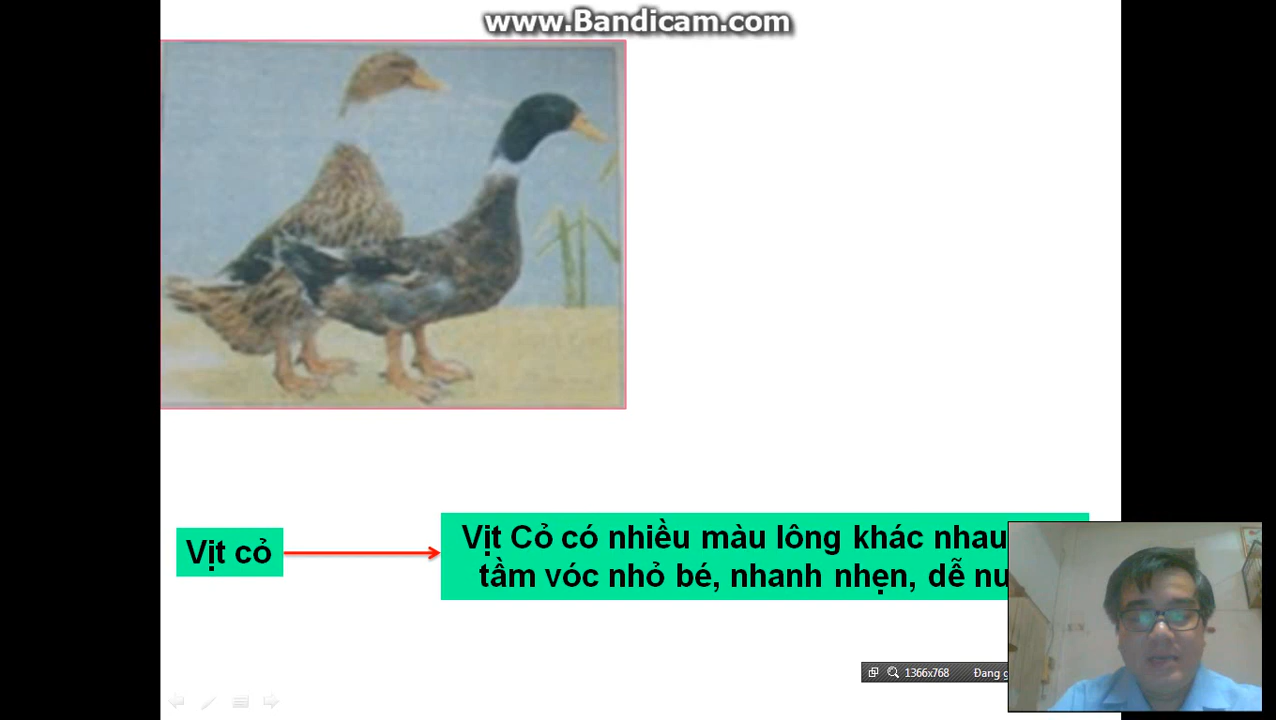 www.Bandicam.com
Vịt cỏ
Vịt Cỏ có nhiều màu lông khác nhau
tầm vóc nhỏ bé, nhanh nhẹn, dễ
1366x768
Đang